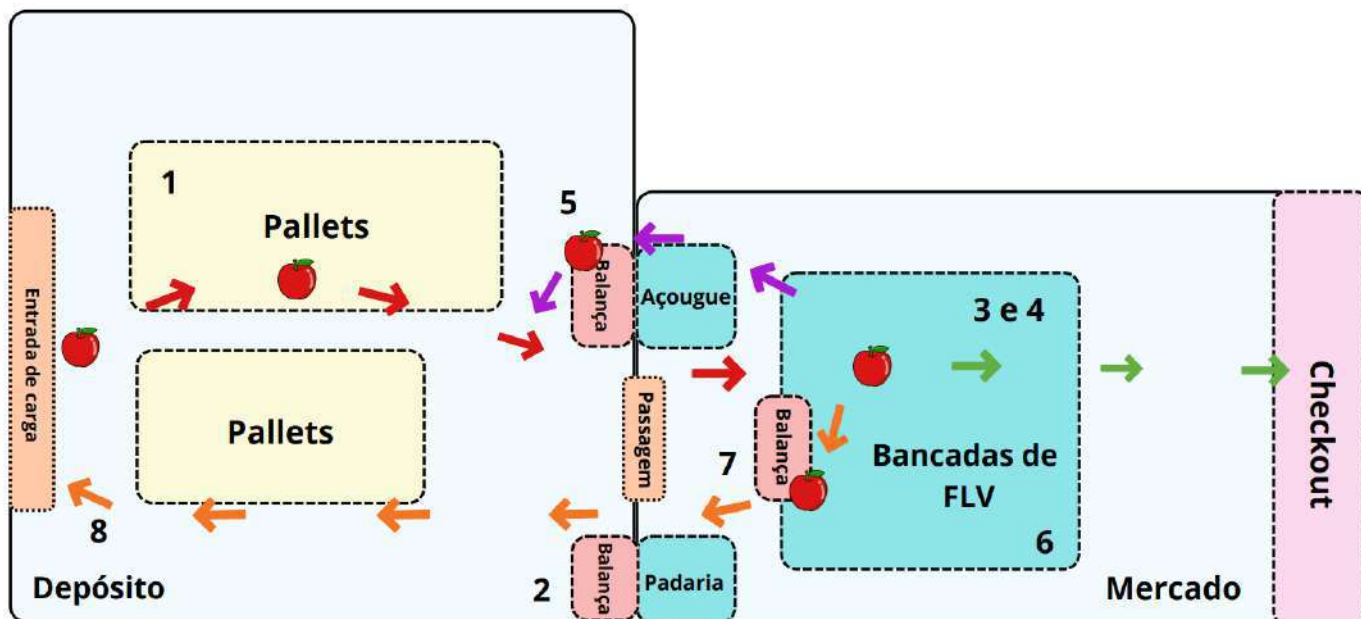 1
Pallets
5
Balança
Açougue
3 e 4
Entrada de carga
Pallets
Passagem
Balança
7
Bancadas de
FLV
6
Checkout
8
Depósito
2
Balança
Padaria
Mercado